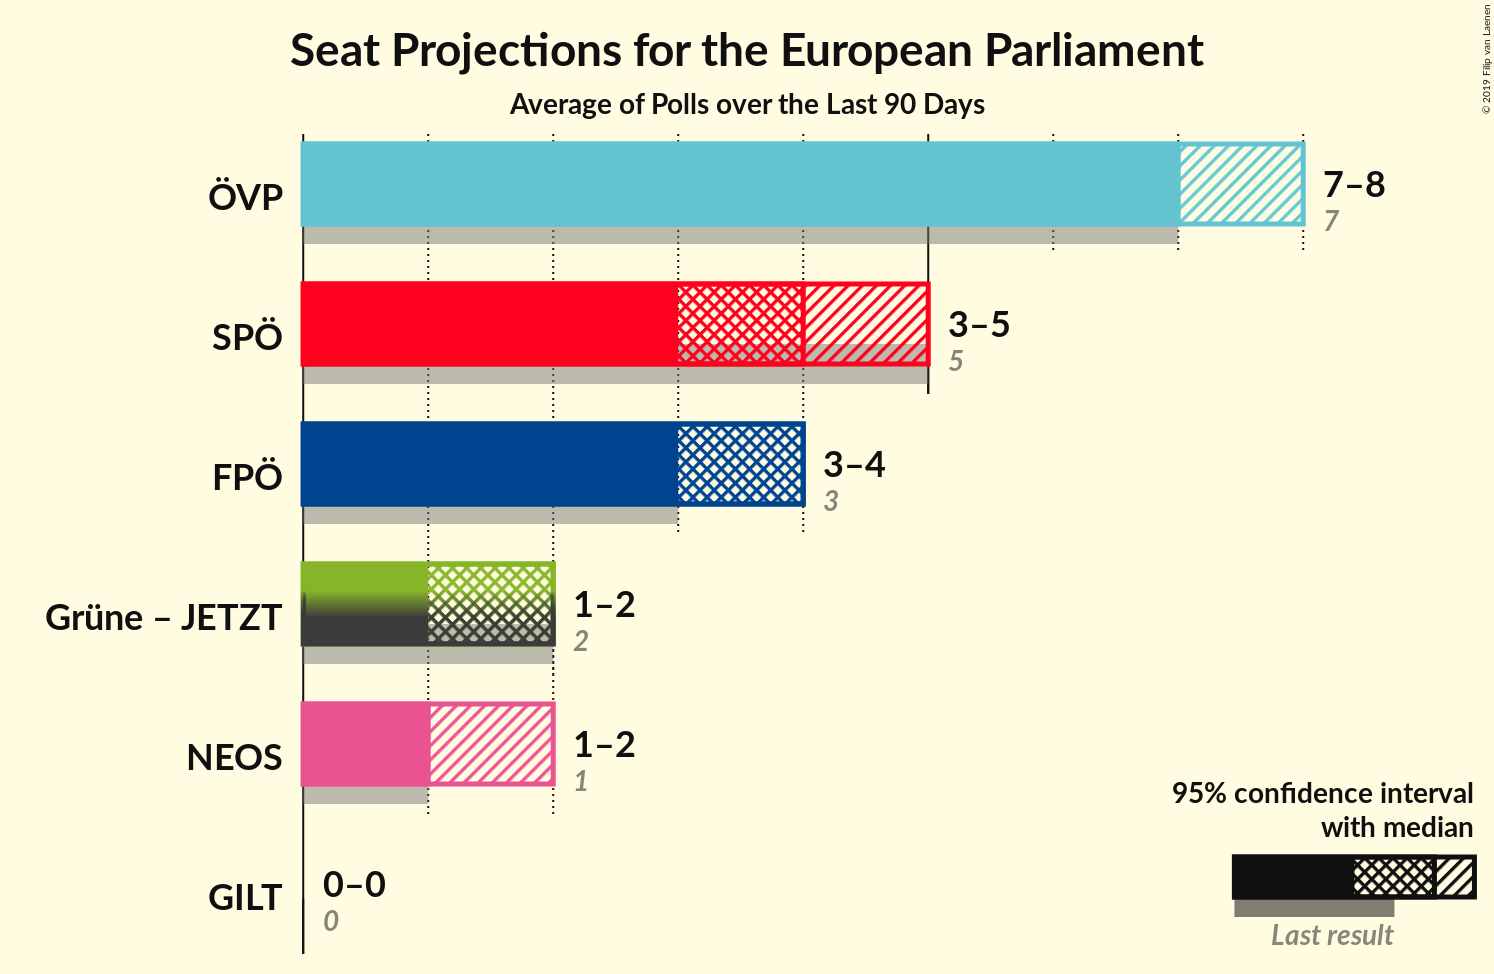 Seat Projections for the European Parliament
Average of Polls over the Last 90 Days
© 2019 Filip van Laenen
ÖVP
7–8
7
SPÖ
3–5
5
FPÖ
3–4
3
Grüne – JETZT
1–2
2
NEOS
1–2
1
GILT
0–0
0
95% confidence interval
with median
Last result